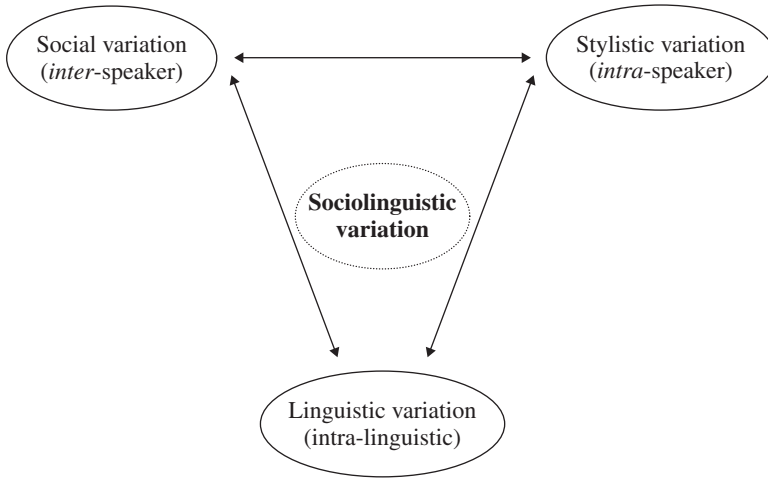 Social variation
(inter-speaker)
Stylistic variation
(intra-speaker)
Sociolinguistic
variation
Linguistic variation
(intra-linguistic)